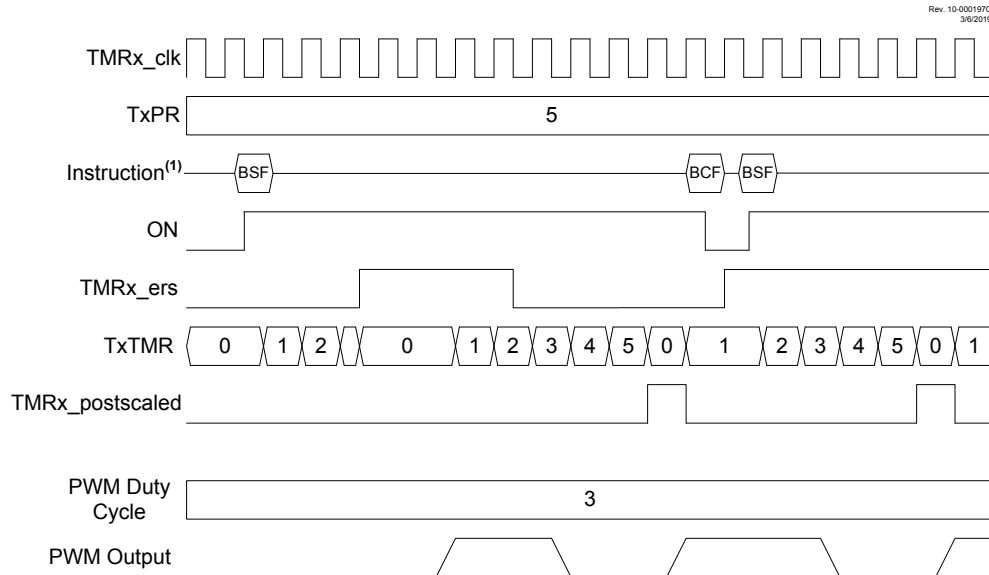 Rev. 10-000197C
3/6/2019
TMRx_clk
TxPR 5
Instruction(1) BSF BCF BSF
ON
TMRx_ers
TxTMR 0 1 2 0 1 2 3 4 5 0 1 2 3 4 5 0 1
TMRx_postscaled
PWM Duty
Cycle 3
PWM Output